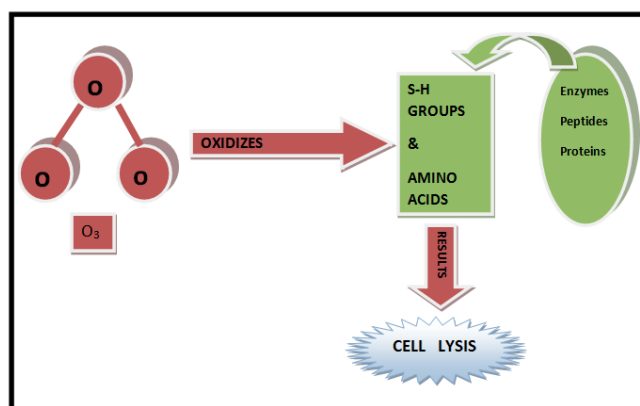 O
O
O
O₃
OXIDIZES
S-H
GROUPS
&
AMINO
ACIDS
Enzymes
Peptides
Proteins
RESULTS
CELL LYSIS